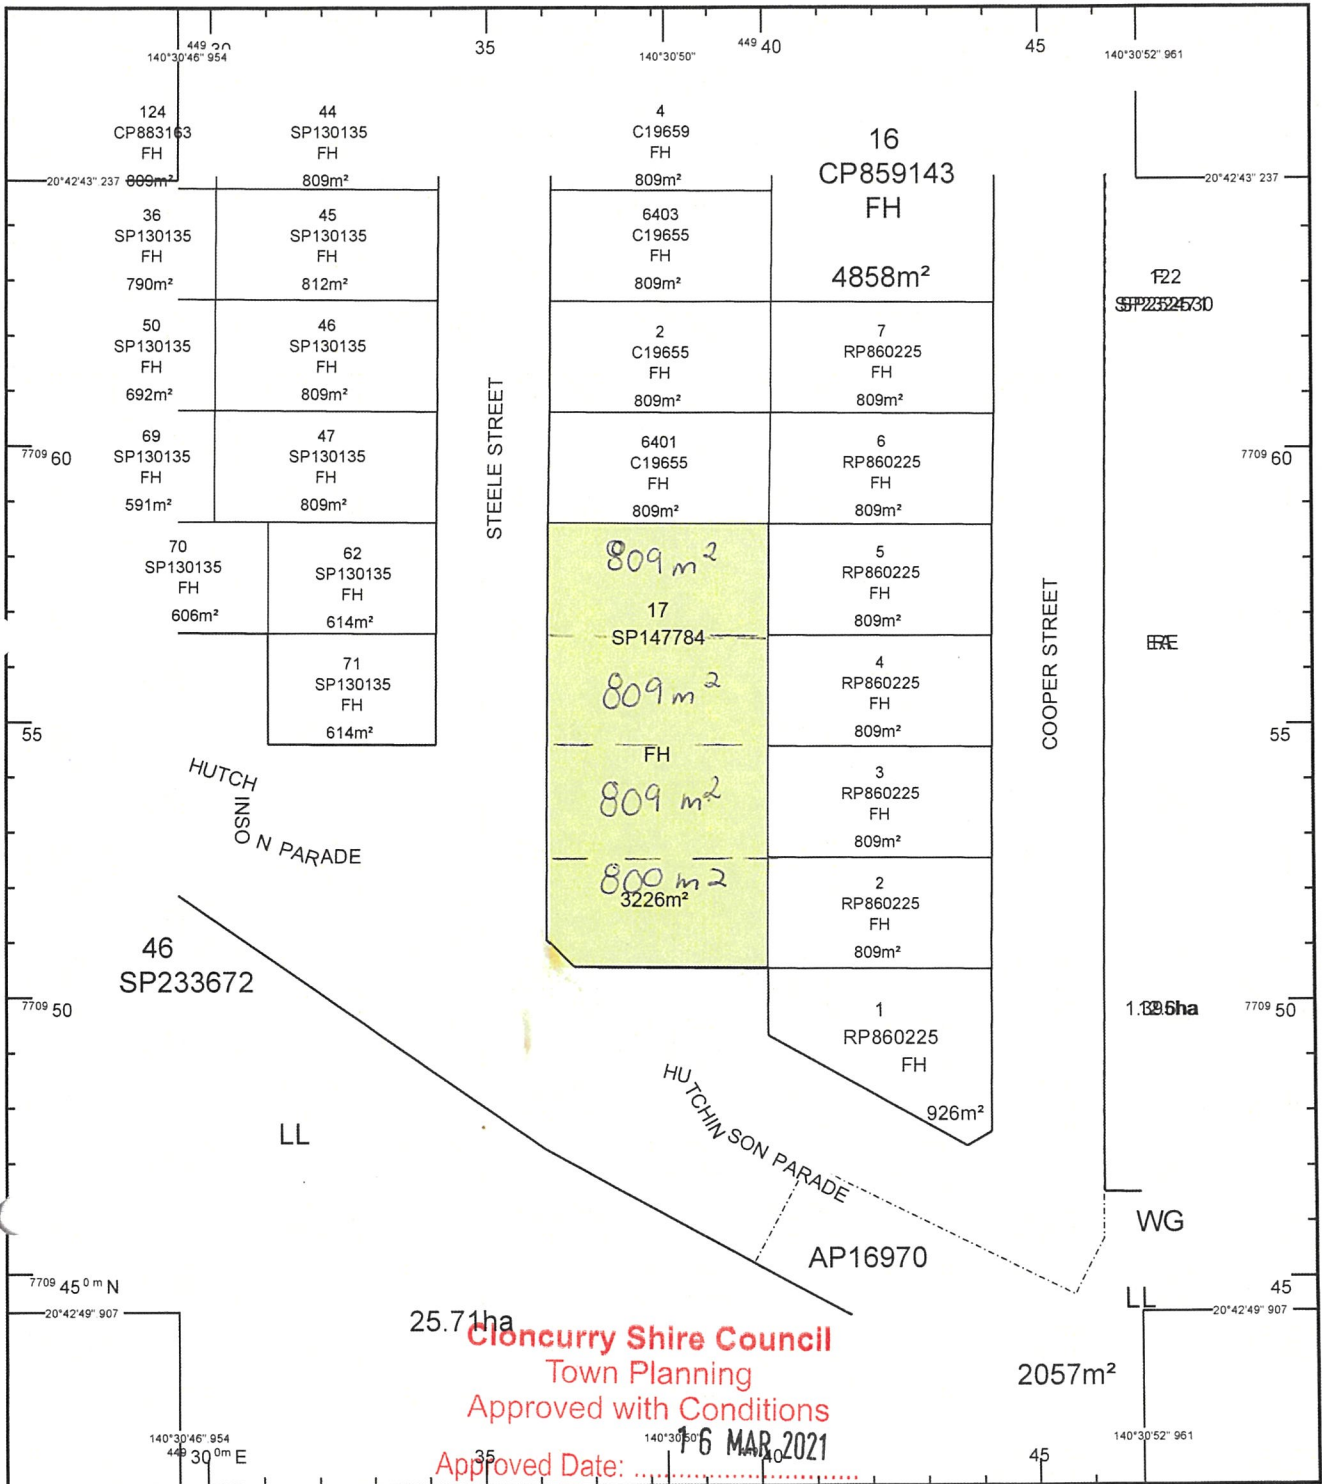 449 30
35
449 40
45
140°30'46" 954
140°30'50"
140°30'52" 961
124
CP883163
FH
809m²
44
SP130135
FH
809m²
4
C19659
FH
809m²
16
CP859143
FH
4858m²
20°42'43" 237
20°42'43" 237
36
SP130135
FH
790m²
45
SP130135
FH
812m²
6403
C19655
FH
809m²
50
SP130135
FH
692m²
46
SP130135
FH
809m²
2
C19655
FH
809m²
7
RP860225
FH
809m²
STEELE STREET
7709 60
69
SP130135
FH
591m²
47
SP130135
FH
809m²
6401
C19655
FH
809m²
6
RP860225
FH
809m²
7709 60
70
SP130135
FH
606m²
62
SP130135
FH
614m²
809 m²
17
SP147784
5
RP860225
FH
809m²
COOPER STREET
71
SP130135
FH
614m²
809 m²
FH
4
RP860225
FH
809m²
55
55
HUTCHINSON PARADE
809 m²
3
RP860225
FH
809m²
800 m2
3226m²
2
RP860225
FH
809m²
46
SP233672
7709 50
1
RP860225
FH
926m²
7709 50
HUTCHINSON PARADE
LL
WG
AP16970
7709 45 0 m N
45
20°42'49" 907
LL
20°42'49" 907
25.71ha
Cloncurry Shire Council
Town Planning
2057m²
Approved with Conditions
140°30'46" 954
140°30'50"
16 MAR 2021
140°30'52" 961
449 30 0m E
35
40
45
Approved Date: ..............................